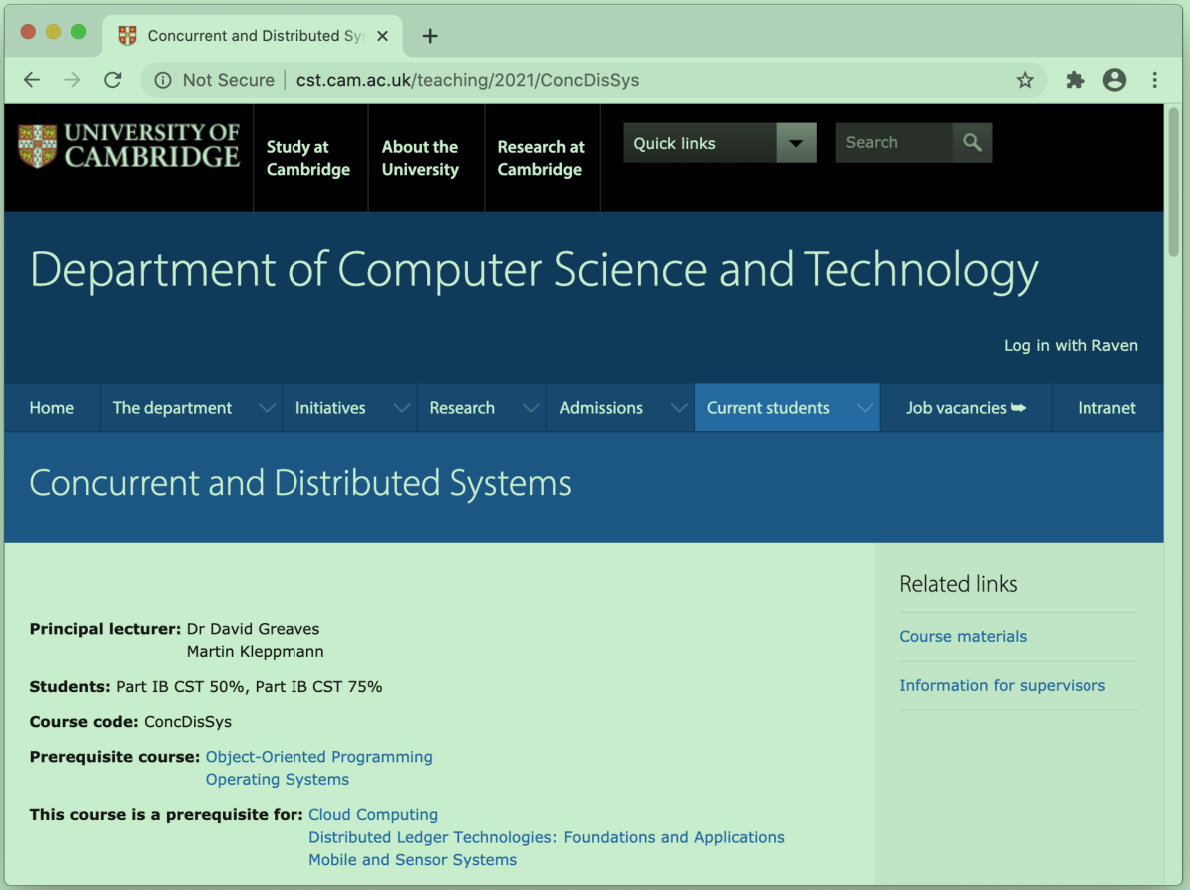 Concurrent and Distributed Sy
Not Secure | cst.cam.ac.uk/teaching/2021/ConcDisSys
UNIVERSITY OF
CAMBRIDGE
Study at
Cambridge
About the
University
Research at
Cambridge
Quick links
Search
Department of Computer Science and Technology
Log in with Raven
Home
The department
Initiatives
Research
Admissions
Current students
Job vacancies
Intranet
Concurrent and Distributed Systems
Principal lecturer: Dr David Greaves
Martin Kleppmann
Students: Part IB CST 50%, Part IB CST 75%
Course code: ConcDisSys
Prerequisite course: Object-Oriented Programming
Operating Systems
This course is a prerequisite for: Cloud Computing
Distributed Ledger Technologies: Foundations and Applications
Mobile and Sensor Systems
Related links
Course materials
Information for supervisors